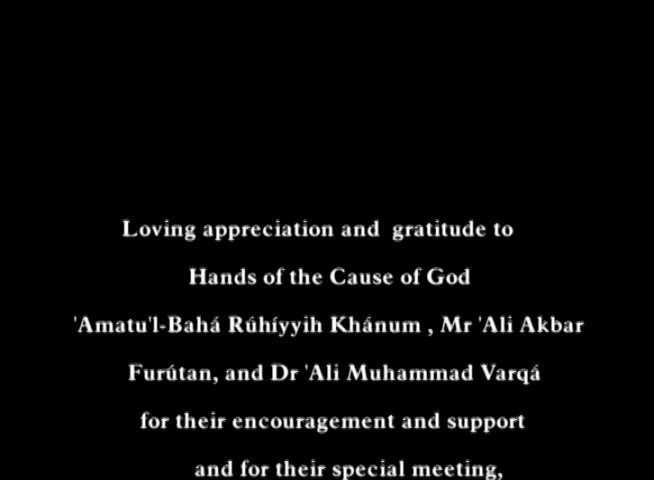 Loving appreciation and gratitude to
Hands of the Cause of God
'Amatu'l-Bahá Rúhíyyih Khánum , Mr 'Ali Akbar
Furútan, and Dr 'Ali Muhammad Varqá
for their encouragement and support
and for their special meeting,